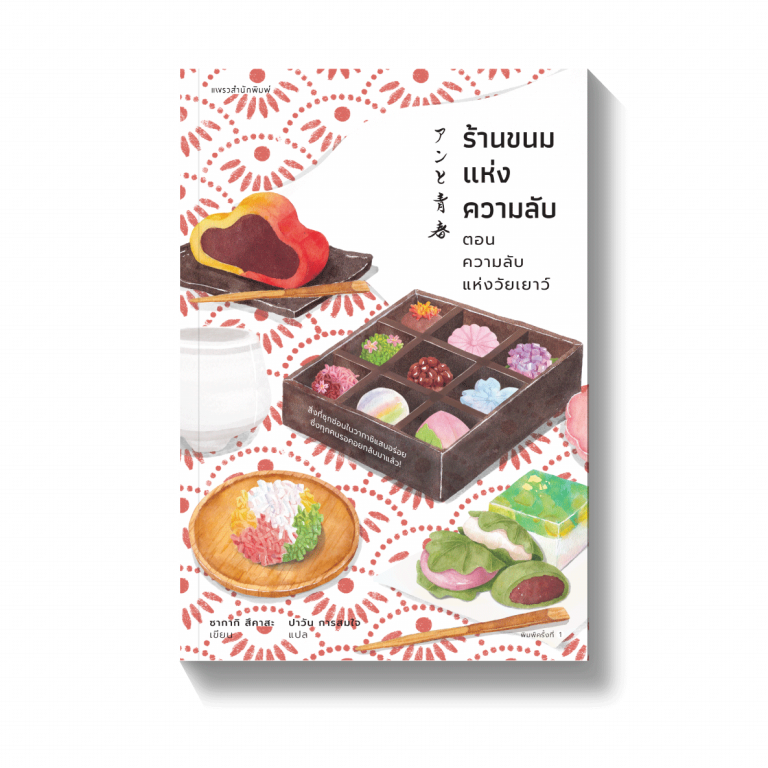 แพรวสำนักพิมพ์
アンと青春
ร้านขนม
แห่ง
ความลับ
ตอน
ความลับ
แห่งวัยเยาว์
สิ่งที่ซุกซ่อนในวากาชิแสนอร่อย
ซึ่งทุกคนรอคอยกลับมาแล้ว!
ซากากิ สึคาสะ
เขียน
ปาวัน การสมใจ
แปล
พิมพ์ครั้งที่ 1